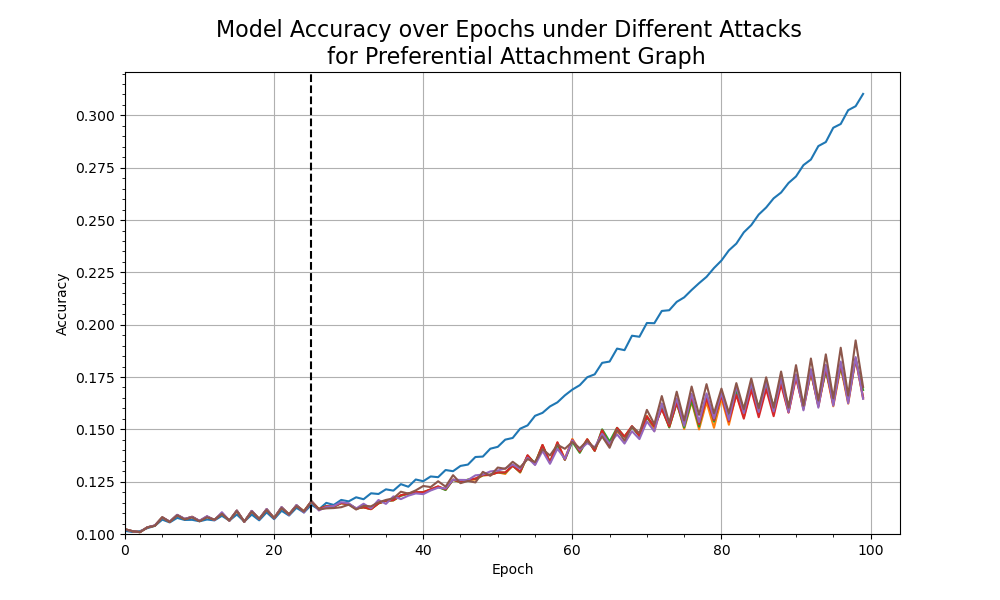 Model Accuracy over Epochs under Different Attacks
for Preferential Attachment Graph
0.300
0.275
0.250
0.225
0.200
0.175
0.150
0.125
0.100
Accuracy
0 20 40 60 80 100
Epoch